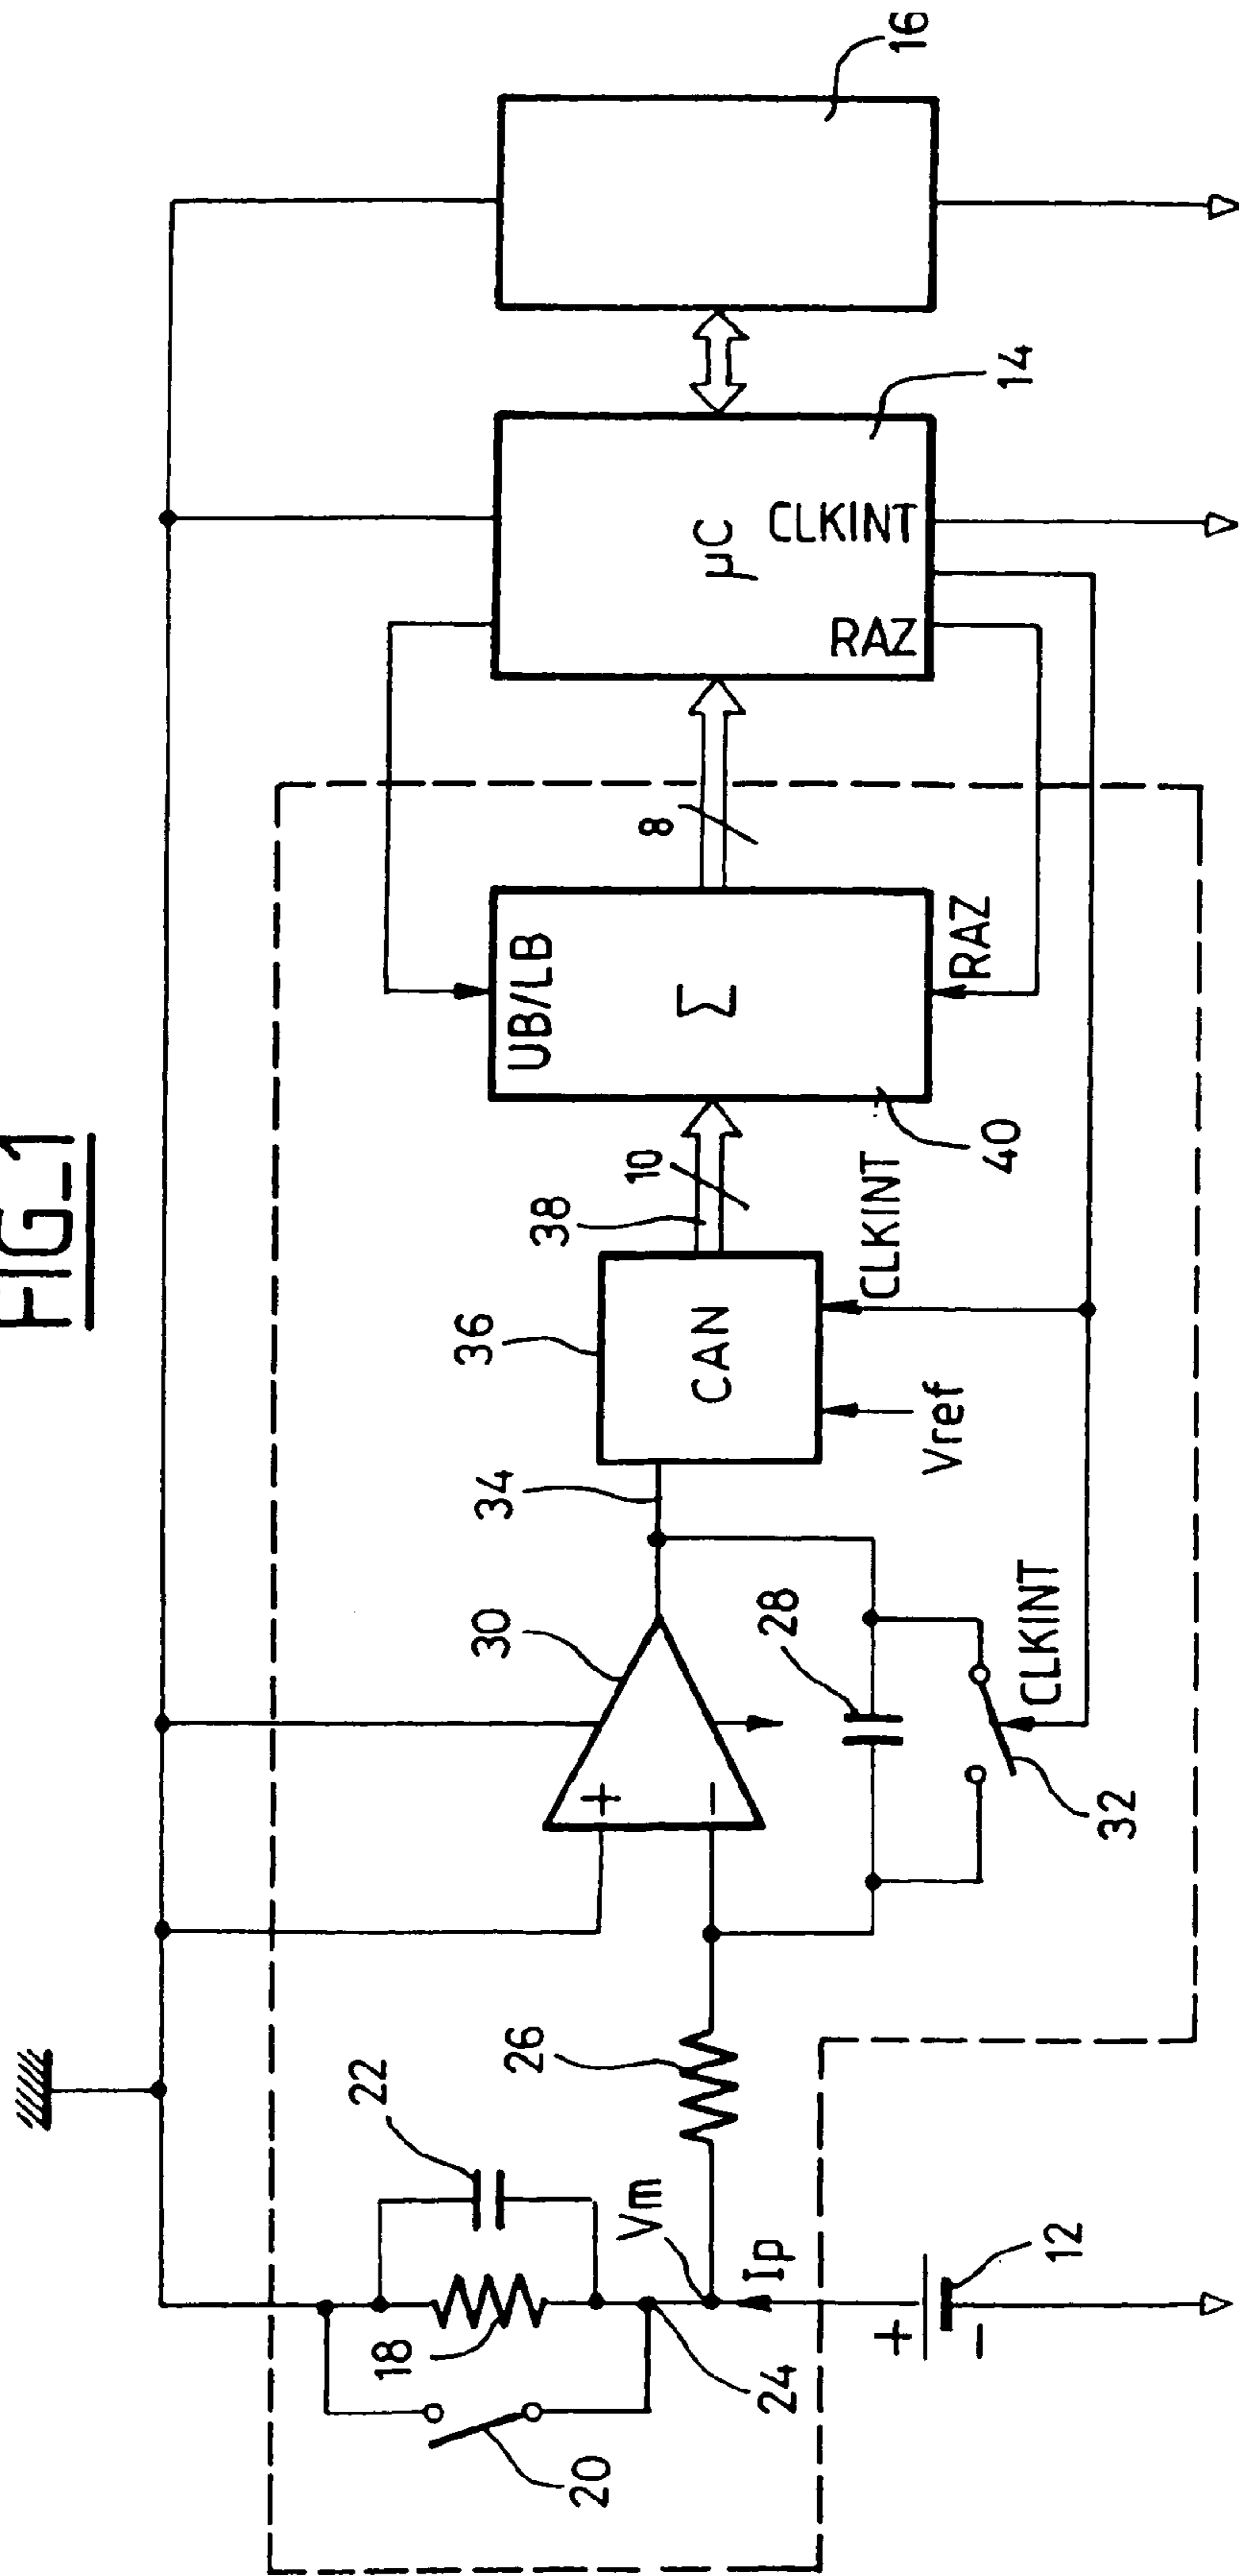 FIG_1
16
14
µC
CLKINT
RAZ
8
UB/LB
Σ
RAZ
40
10
38
CLKINT
36
CAN
Vref
34
30
+
−
28
CLKINT
32
26
22
18
20
24
Vm
Ip
+
−
12